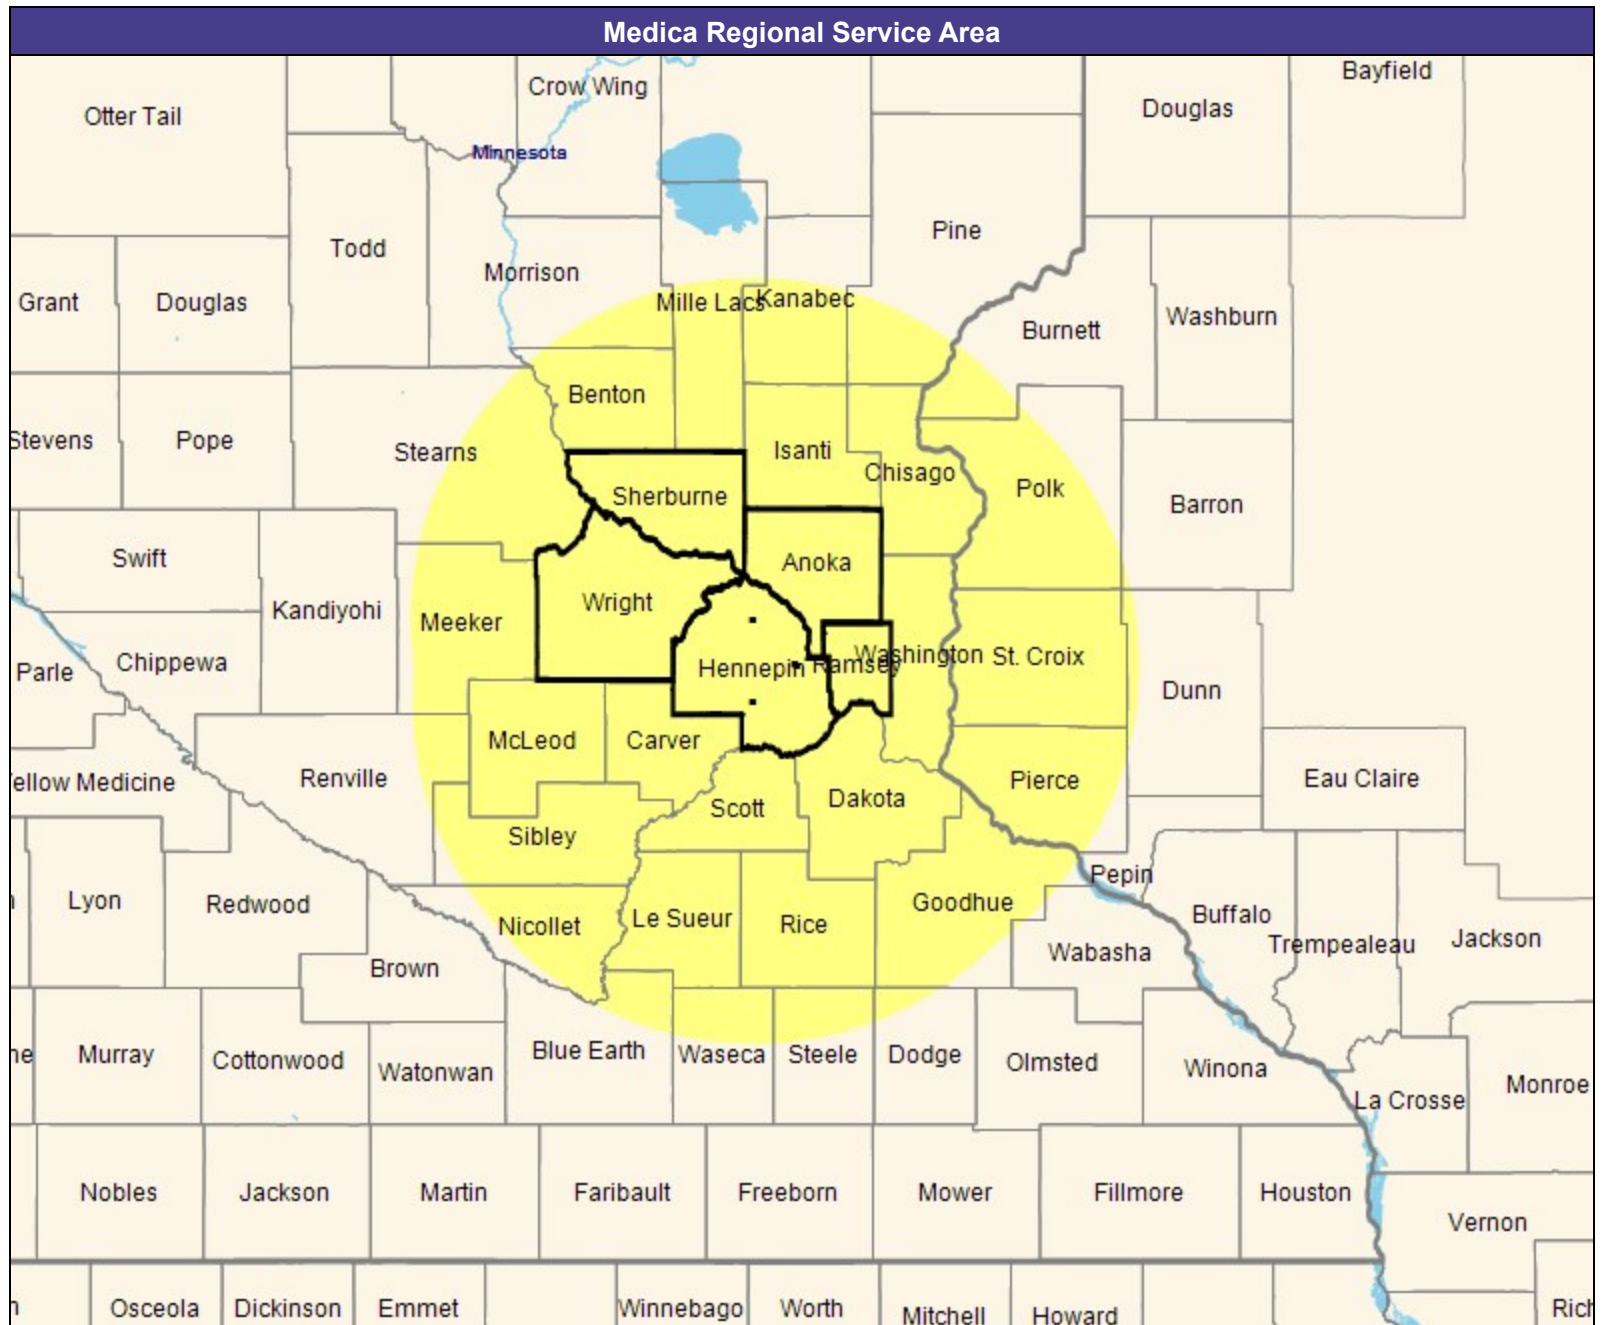 Medica Regional Service Area
Bayfield
Crow Wing
Douglas
Otter Tail
Minnesota
Pine
Todd
Morrison
Grant
Douglas
Mille Lacs
Kanabec
Washburn
Burnett
Benton
Stevens
Pope
Stearns
Isanti
Chisago
Polk
Barron
Sherburne
Swift
Anoka
Wright
Kandiyohi
Meeker
Parle
Chippewa
Hennepin
Ramsey
Washington
St. Croix
Dunn
McLeod
Carver
ellow Medicine
Renville
Pierce
Eau Claire
Scott
Dakota
Sibley
Pepin
Lyon
Redwood
Nicollet
Le Sueur
Rice
Goodhue
Buffalo
Trempealeau
Jackson
Wabasha
Brown
ne
Murray
Cottonwood
Watonwan
Blue Earth
Waseca
Steele
Dodge
Olmsted
Winona
La Crosse
Monroe
Nobles
Jackson
Martin
Faribault
Freeborn
Mower
Fillmore
Houston
Vernon
Osceola
Dickinson
Emmet
Winnebago
Worth
Mitchell
Howard
Rich